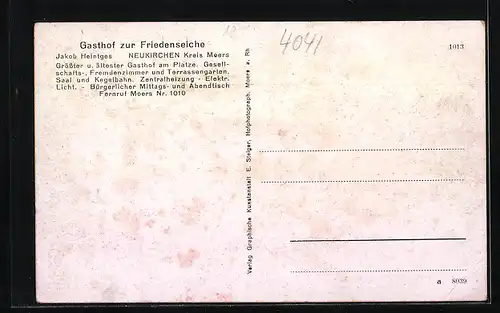 Gasthof zur Friedenseiche
Jakob Heintges NEUKIRCHEN Kreis Moers
Größter u. ältester Gasthof am Platze. Gesell-
schafts-, Fremdenzimmer und Terrassengarten.
Saal und Kegelbahn. Zentralheizung - Elektr.
Licht. - Bürgerlicher Mittags- und Abendtisch
Fernruf Moers Nr. 1010
4041
1013
Verlag Graphische Kunstanstalt E. Steiger, Hofphotograph. Moers a. Rh
a 8039